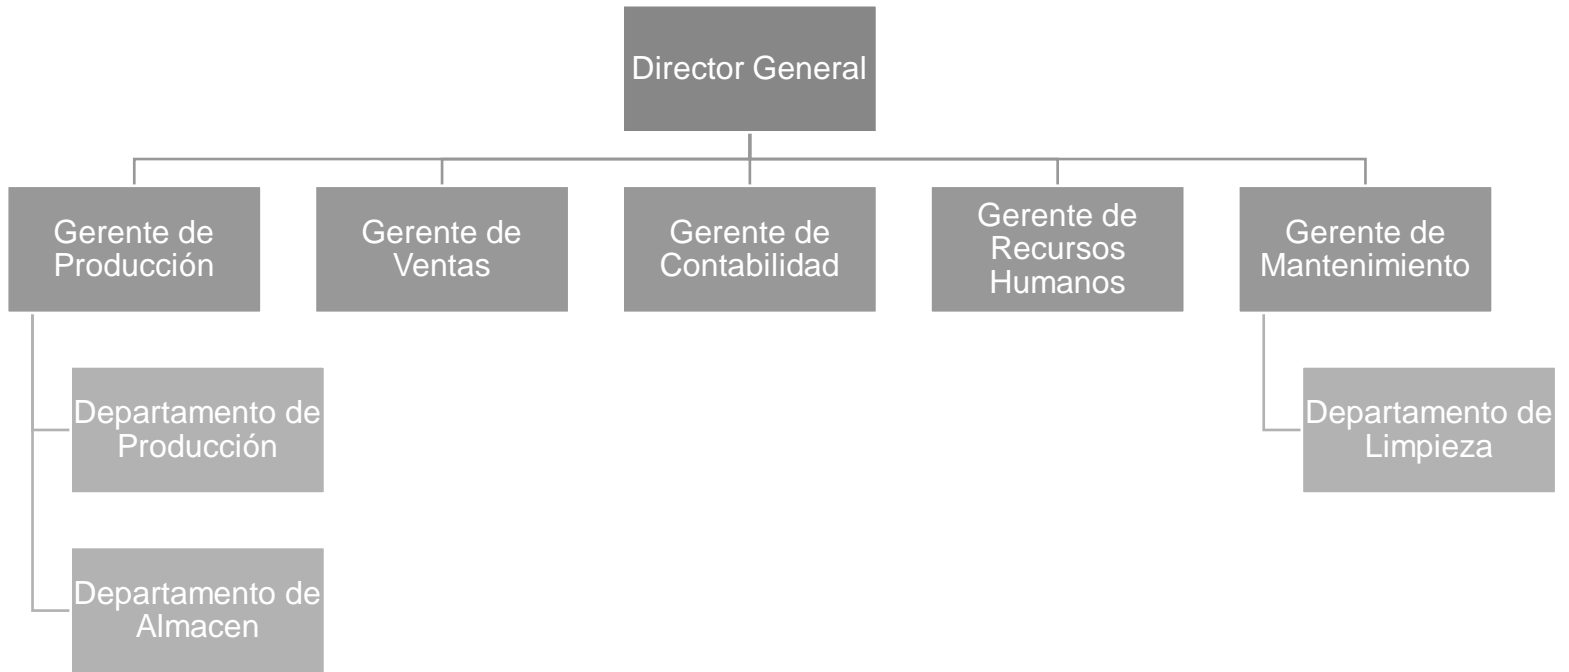 Director General
Gerente de
Producción
Gerente de
Ventas
Gerente de
Contabilidad
Gerente de
Recursos
Humanos
Gerente de
Mantenimiento
Departamento de
Producción
Departamento de
Limpieza
Departamento de
Almacen